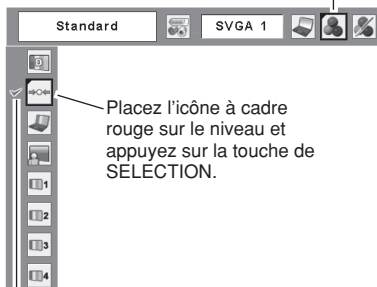 Standard
SVGA 1
D
Placez l'icône à cadre
rouge sur le niveau et
appuyez sur la touche de
SELECTION.
1
2
3
4